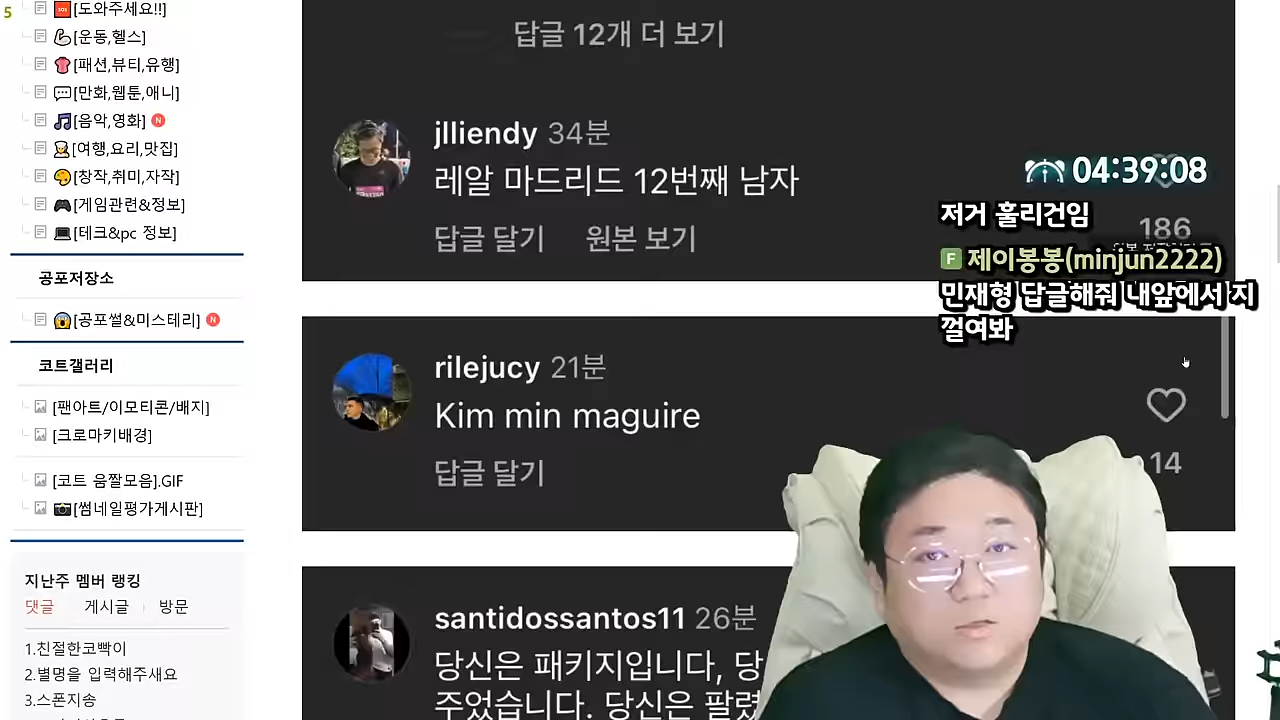 5
[도와주세요!!]
[운동,헬스]
[패션,뷰티,유행]
[만화,웹툰,애니]
[음악,영화] N
[여행,요리,맛집]
[창작,취미,자작]
[게임관련&정보]
[테크&pc 정보]
공포저장소
[공포썰&미스테리] N
코트갤러리
[팬아트/이모티콘/배지]
[크로마키배경]
[코트 움짤모음].GIF
[썸네일평가게시판]
지난주 멤버 랭킹
댓글 게시글 방문
1.친절한코빡이
2.별명을 입력해주세요
3.스폰지송
답글 12개 더 보기
jlliendy 34분
레알 마드리드 12번째 남자
답글 달기 원본 보기
186
rilejucy 21분
Kim min maguire
답글 달기
14
santidossantos11 26분
당신은 패키지입니다, 당
주었습니다. 당신은 팔렸
04:39:08
저거 훌리건임
F 제이봉봉(minjun2222)
민재형 답글해줘 내앞에서 지
껄여봐